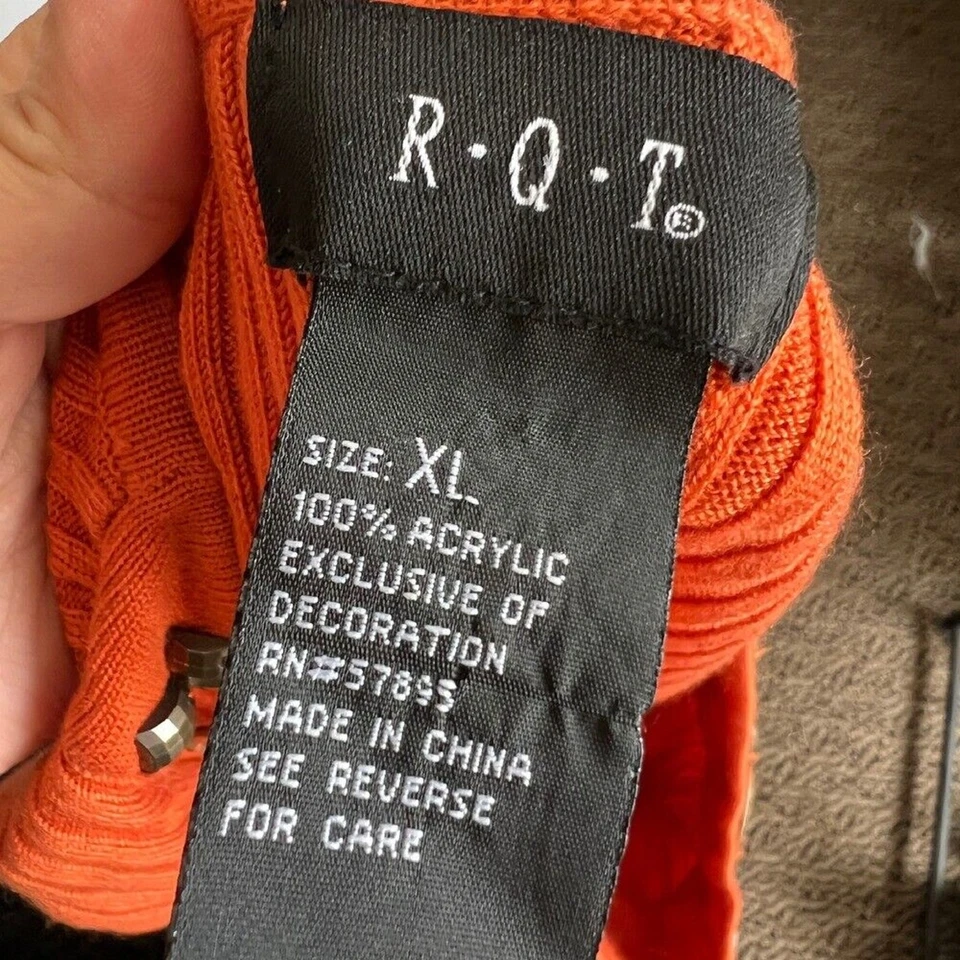 R·Q·T®
SIZE: XL
100% ACRYLIC
EXCLUSIVE OF
DECORATION
RN#57895
MADE IN CHINA
SEE REVERSE
FOR CARE